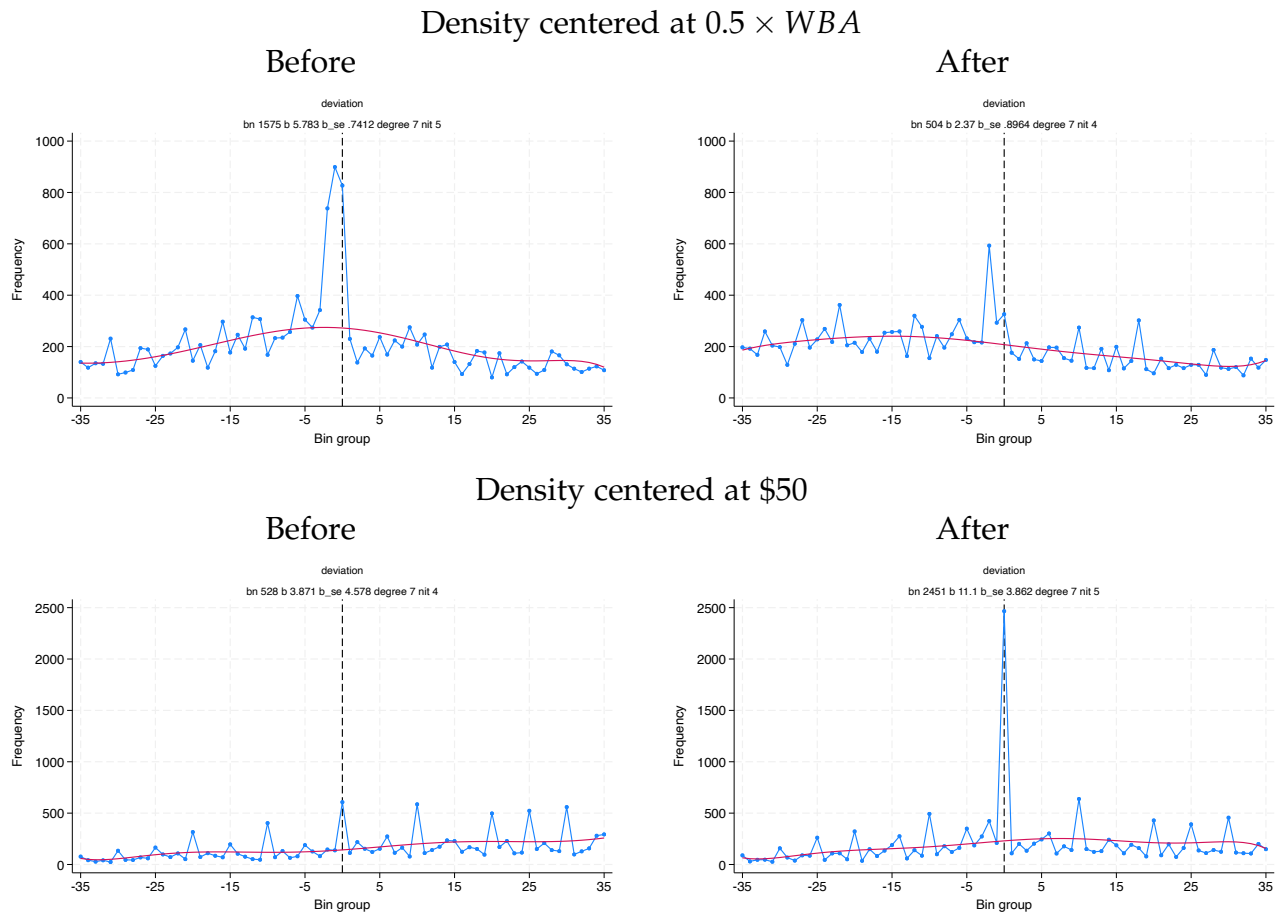 Density centered at 0.5 × WBA
Before
After
deviation
bn 1575 b 5.783 b_se .7412 degree 7 nit 5
1000
800
600
400
200
0
Frequency
-35
-25
-15
-5
5
15
25
35
Bin group
deviation
bn 504 b 2.37 b_se .8964 degree 7 nit 4
1000
800
600
400
200
0
Frequency
-35
-25
-15
-5
5
15
25
35
Bin group
Density centered at $50
Before
After
deviation
bn 528 b 3.871 b_se 4.578 degree 7 nit 4
2500
2000
1500
1000
500
0
Frequency
-35
-25
-15
-5
5
15
25
35
Bin group
deviation
bn 2451 b 11.1 b_se 3.862 degree 7 nit 5
2500
2000
1500
1000
500
0
Frequency
-35
-25
-15
-5
5
15
25
35
Bin group